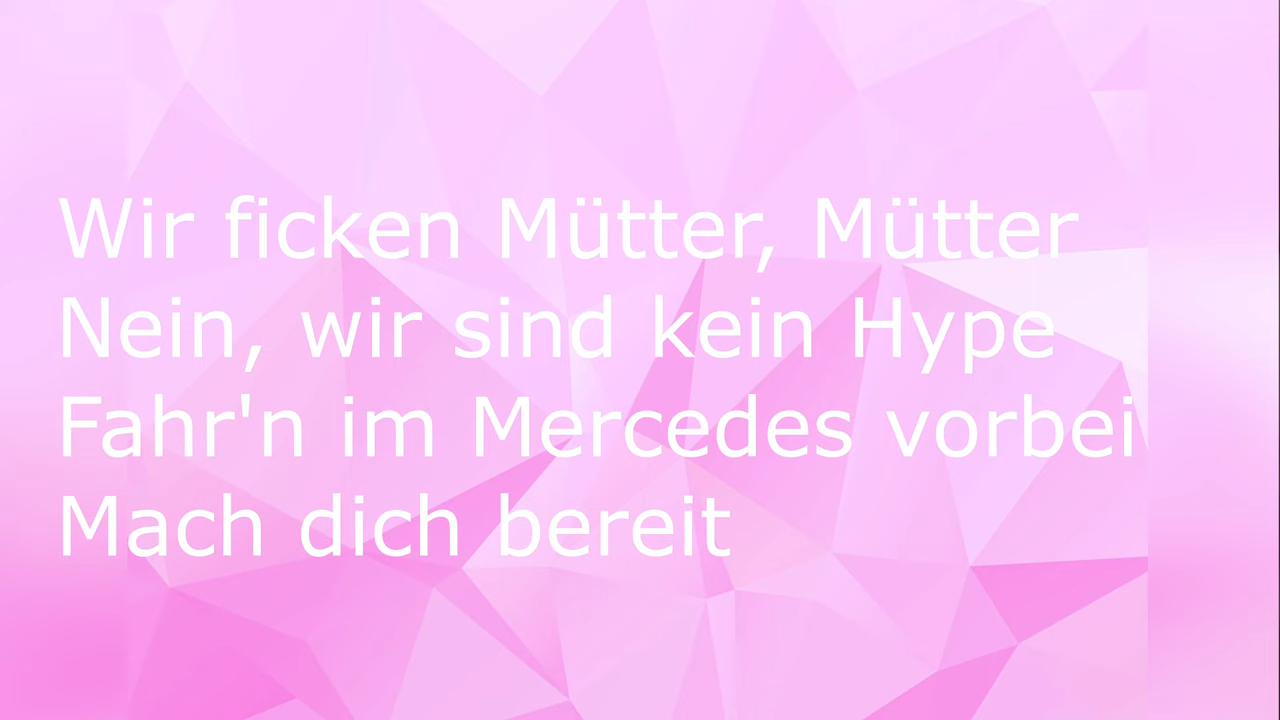 Wir ficken Mütter, Mütter
Nein, wir sind kein Hype
Fahr'n im Mercedes vorbei
Mach dich bereit